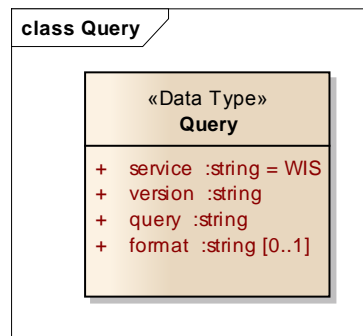 class Query
«Data Type»
Query
+ service :string = WIS
+ version :string
+ query :string
+ format :string [0..1]